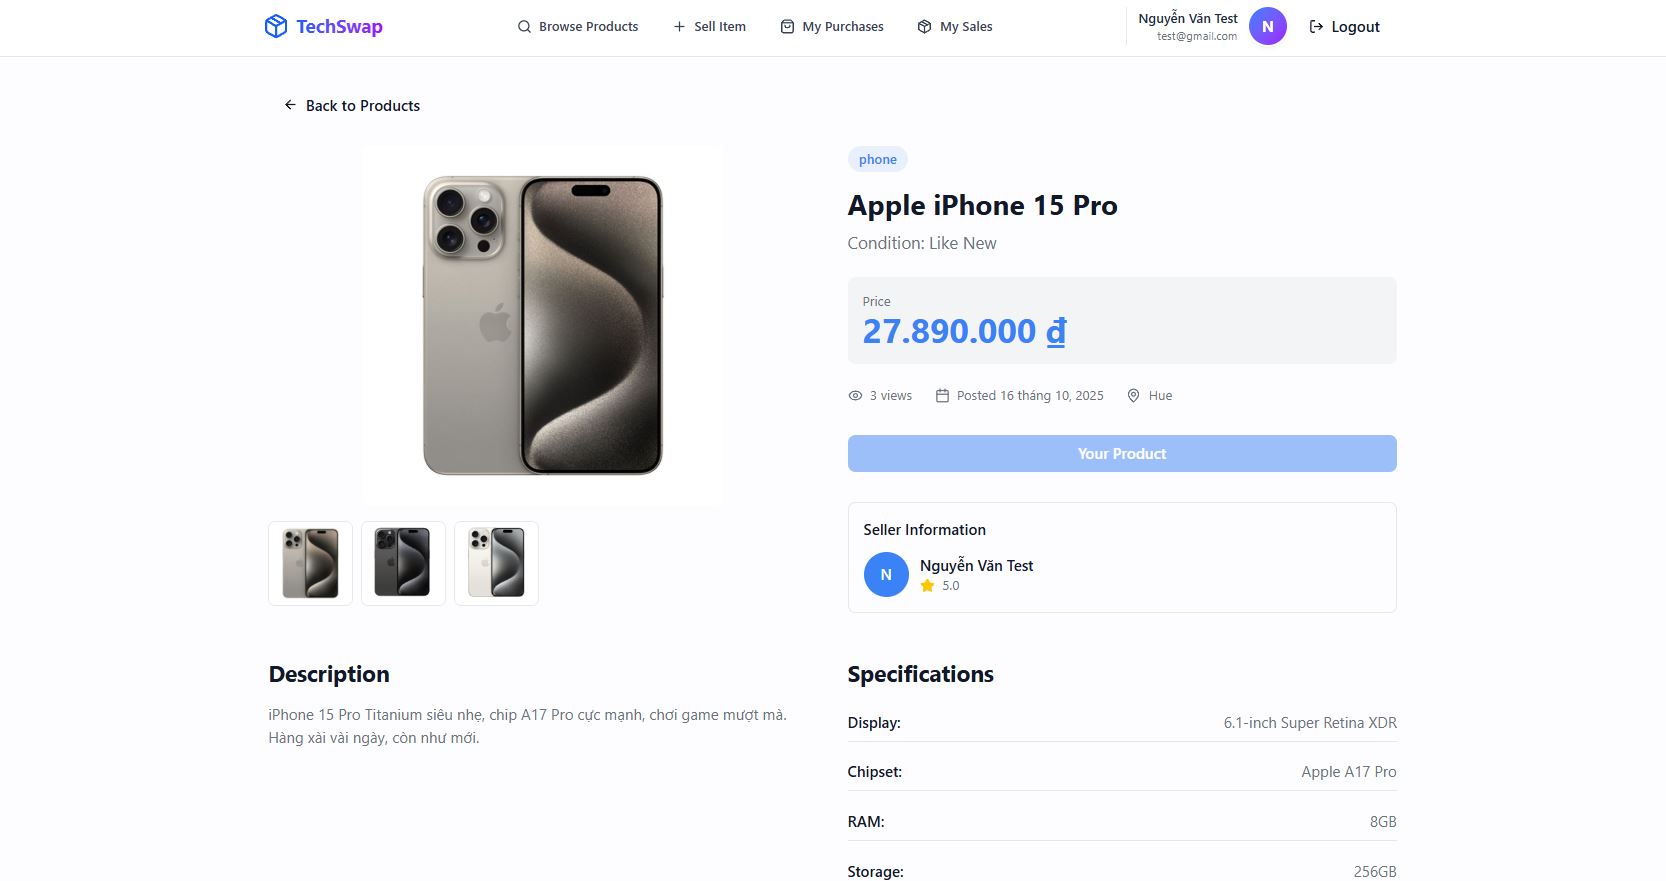 TechSwap
Browse Products
Sell Item
My Purchases
My Sales
Nguyễn Văn Test
test@gmail.com
N
Logout
Back to Products
phone
Apple iPhone 15 Pro
Condition: Like New
Price
27.890.000 ₫
3 views
Posted 16 tháng 10, 2025
Hue
Your Product
Seller Information
N
Nguyễn Văn Test
5.0
Description
iPhone 15 Pro Titanium siêu nhẹ, chip A17 Pro cực mạnh, chơi game mượt mà.
Hàng xài vài ngày, còn như mới.
Specifications
Display: 6.1-inch Super Retina XDR
Chipset: Apple A17 Pro
RAM: 8GB
Storage: 256GB